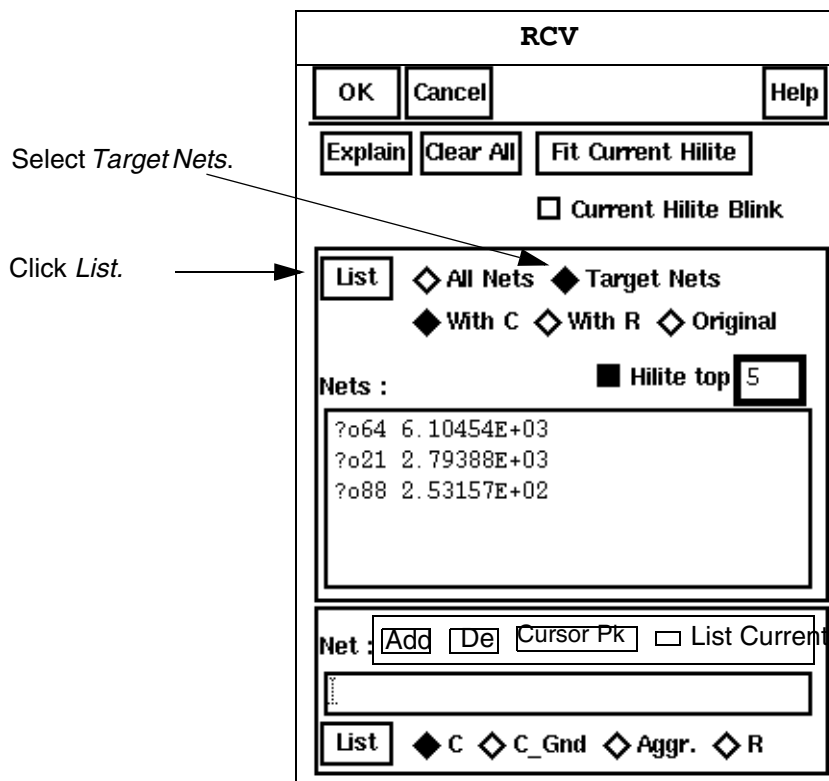 RCV
OK Cancel Help
Explain Clear All Fit Current Hilite
Select Target Nets.
Current Hilite Blink
Click List.
List All Nets Target Nets
With C With R Original
Nets : Hilite top 5
?o64 6.10454E+03
?o21 2.79388E+03
?o88 2.53157E+02
Net : Add De Cursor Pk List Current
List C C_Gnd Aggr. R